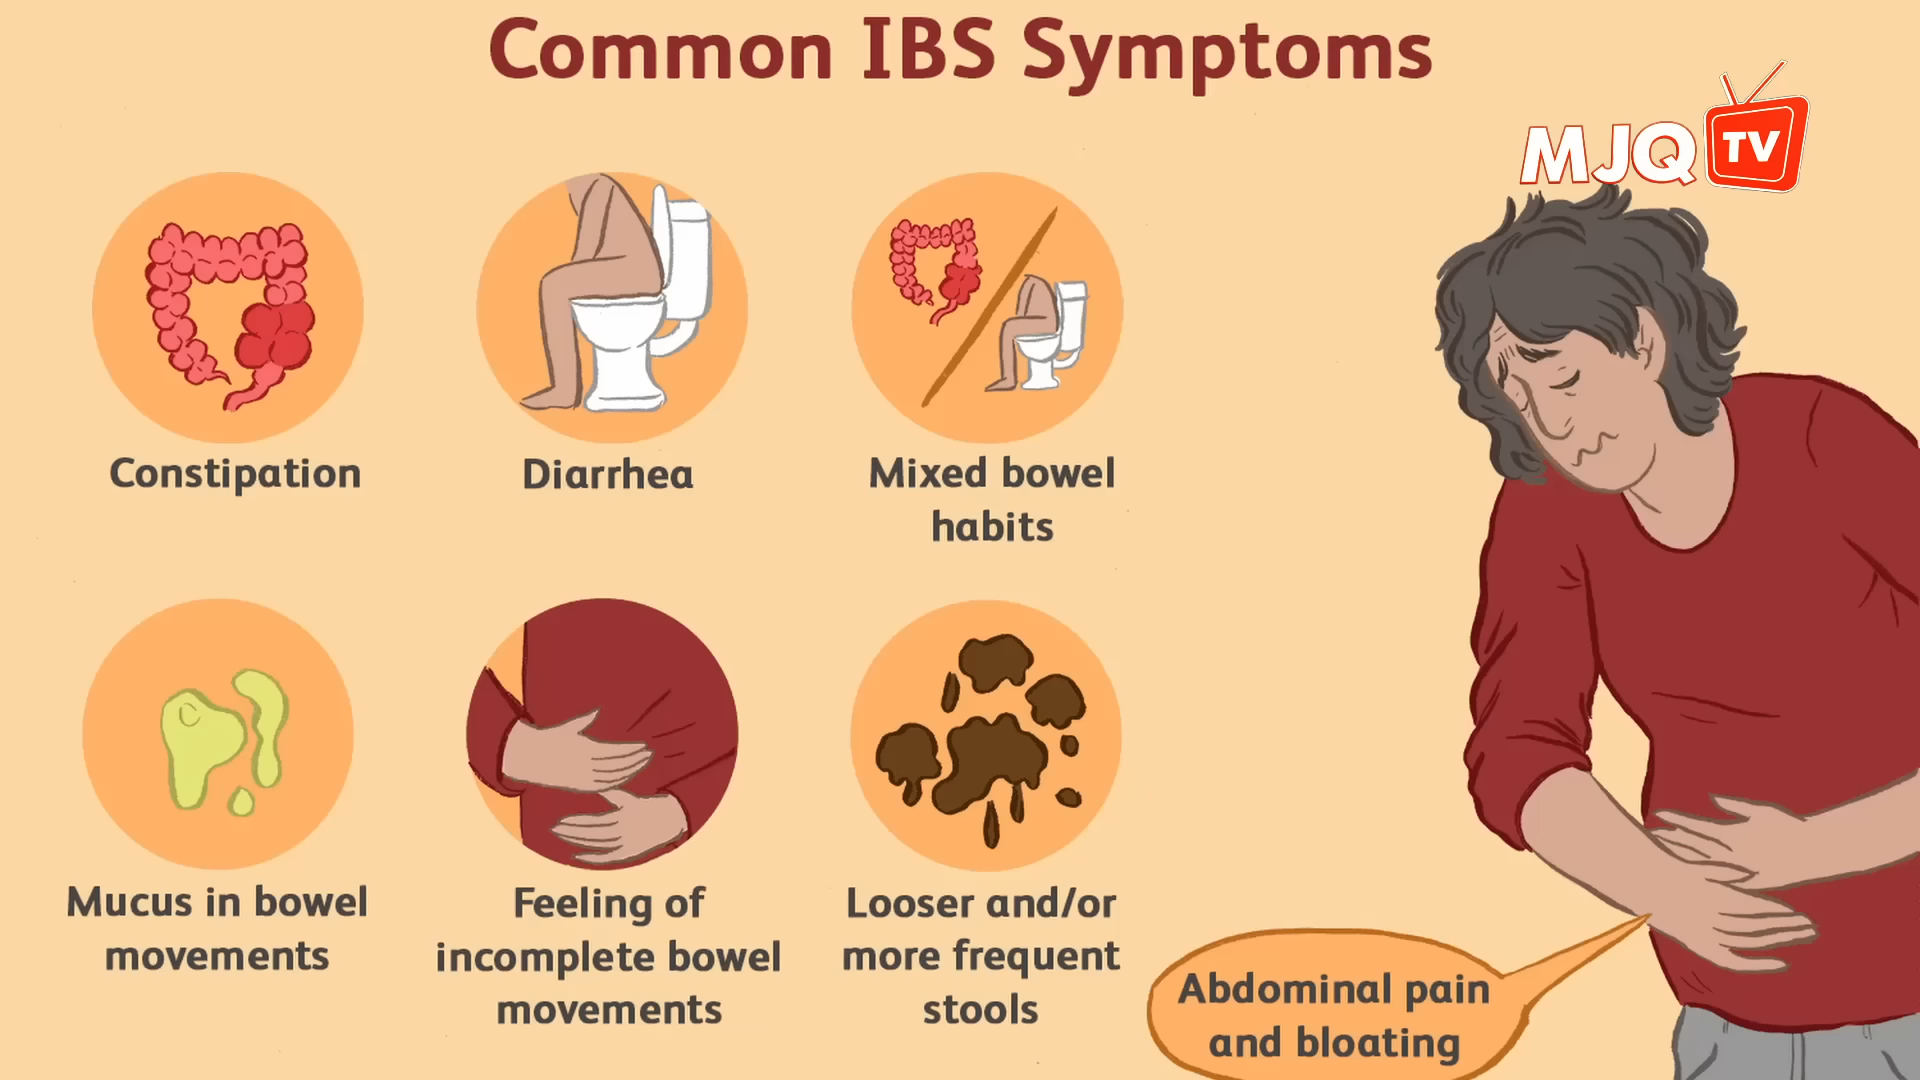 Common IBS Symptoms
MJQ TV
Constipation
Diarrhea
Mixed bowel
habits
Mucus in bowel
movements
Feeling of
incomplete bowel
movements
Looser and/or
more frequent
stools
Abdominal pain
and bloating